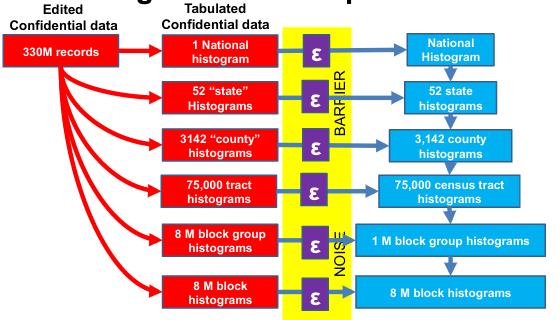 Edited
Confidential data
Tabulated
Confidential data
330M records
1 National
histogram
ε
National
Histogram
52 “state”
Histograms
ε
52 state
histograms
3142 “county”
histograms
ε
3,142 county
histograms
75,000 tract
histograms
ε
75,000 census tract
histograms
8 M block group
histograms
ε
1 M block group histograms
8 M block
histograms
ε
8 M block histograms
NOISE
BARRIER